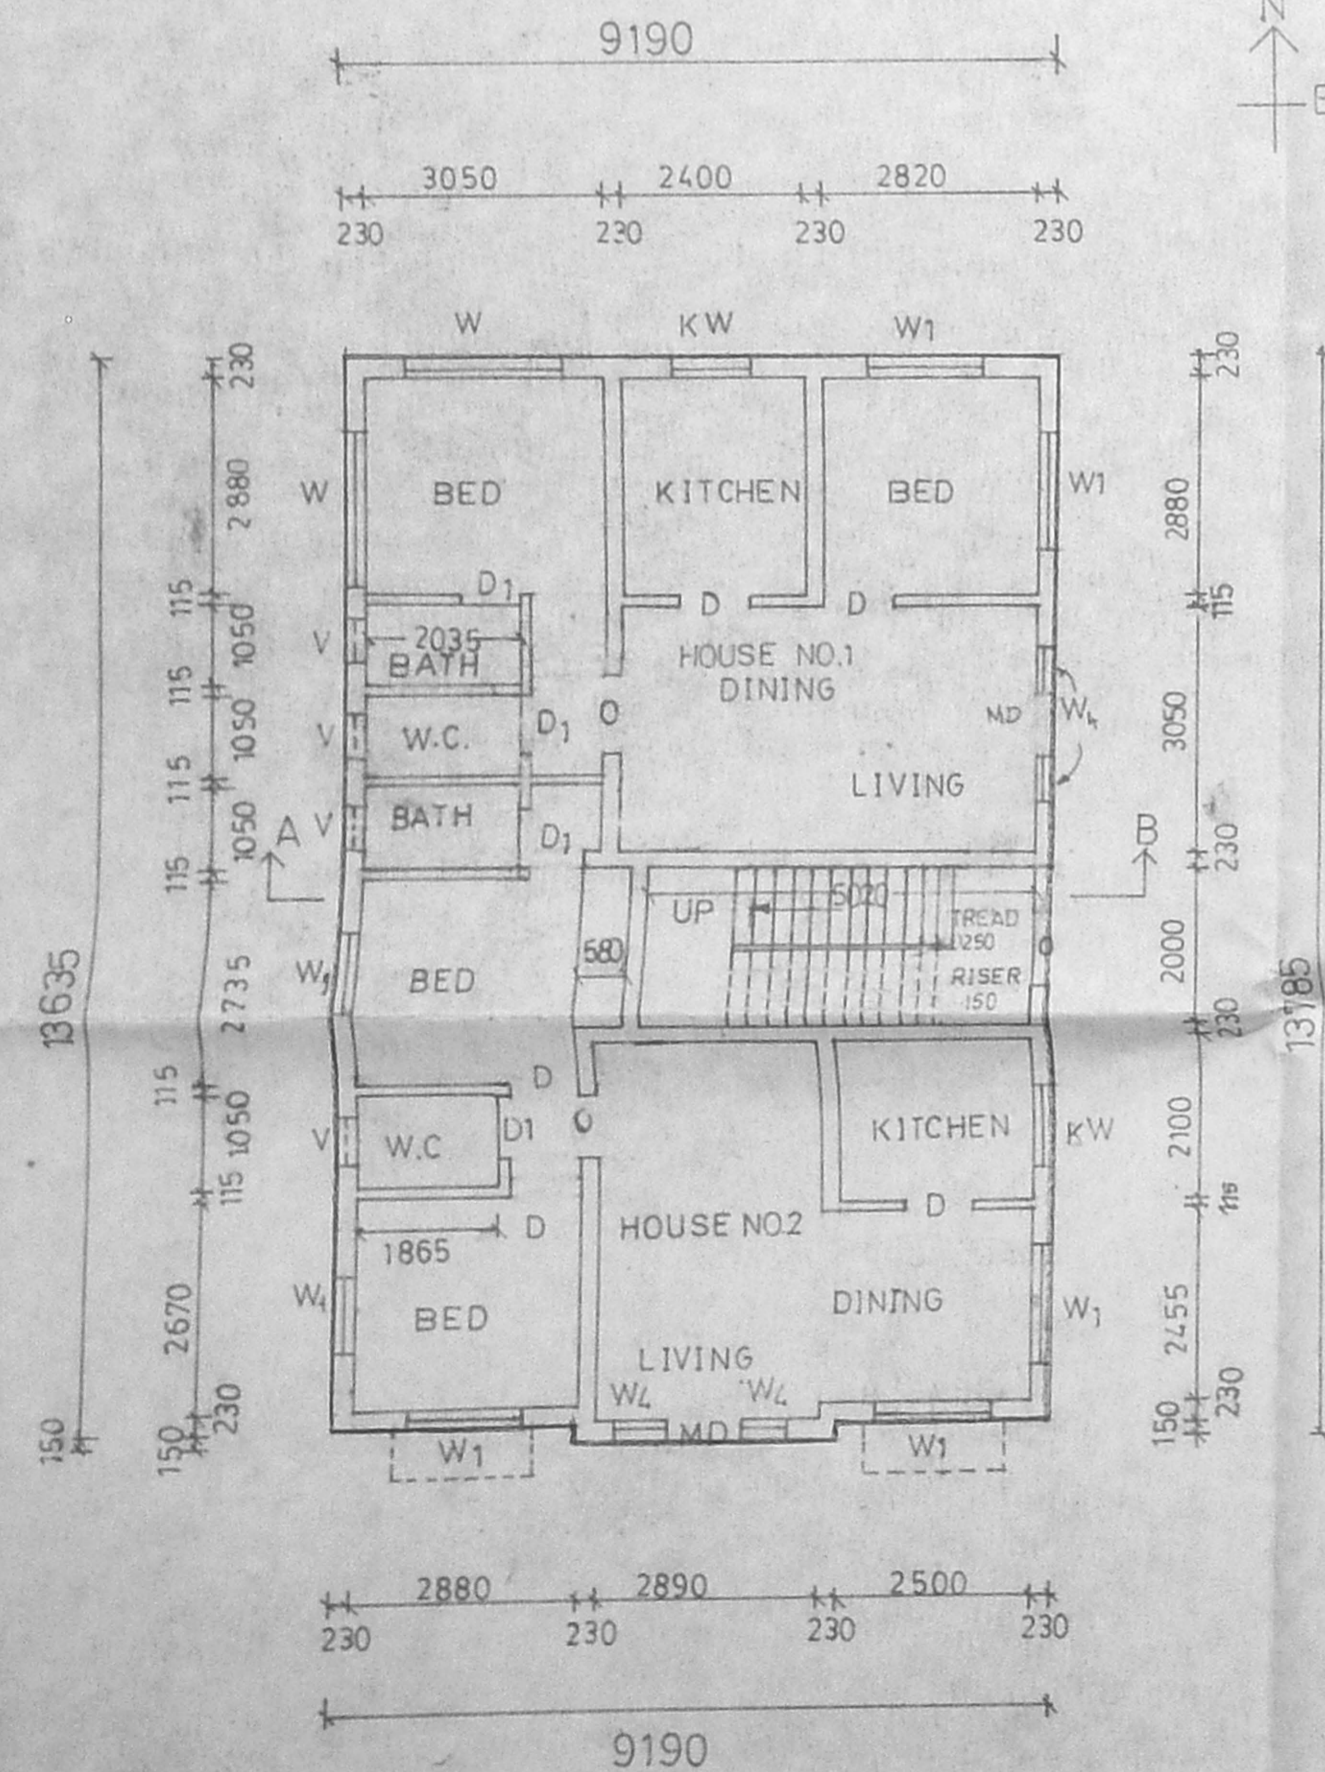 9190
N
E
3050 2400 2820
230 230 230 230
W KW W1
230
2880
115
1050
115
1050
115
1050
115
2735
115
1050
115
2670
230
150
13635
150
W
V
V
V
A
V
BED KITCHEN BED
W1
D1
D D
2035
BATH
HOUSE NO.1
DINING
MD W4
O
D1
W.C.
LIVING
BATH
D1
B
UP
5020
TREAD
250
O
580
RISER
150
BED
D
W.C
D1
O
KITCHEN
KW
D
1865
D
HOUSE NO.2
W1
BED
DINING
W1
LIVING
W4 W4
MD
W1 W1
230
2880
115
3050
230
2000
230
2100
115
2455
230
150
13785
2880 2890 2500
230 230 230 230
9190